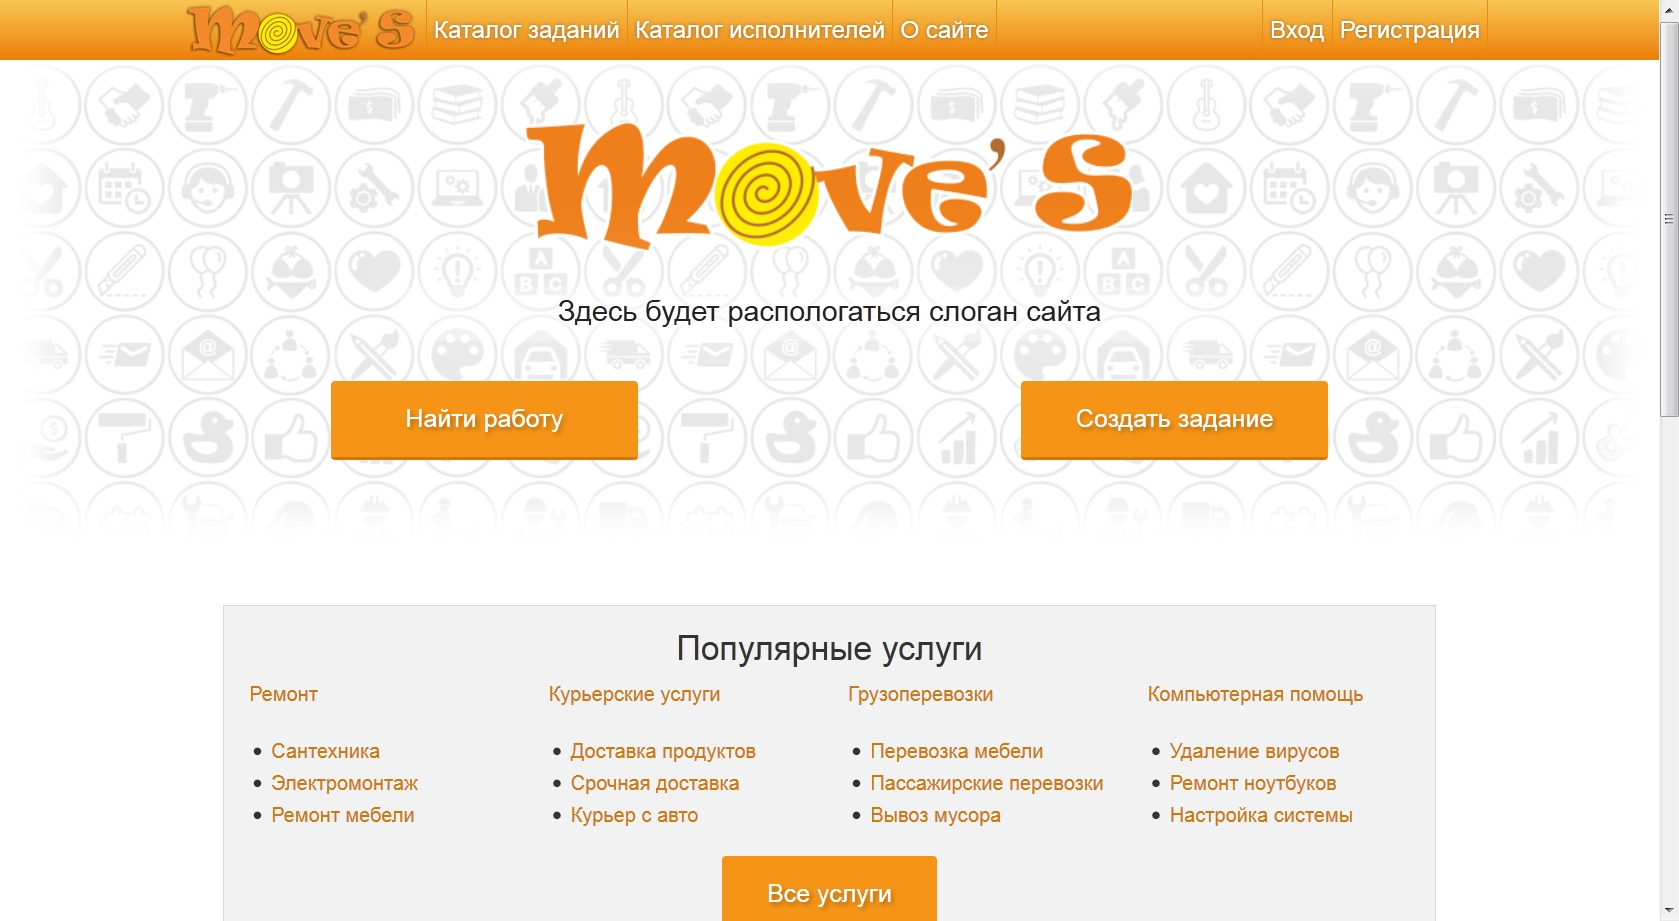 Move's Каталог заданий Каталог исполнителей О сайте Вход Регистрация
Move's
Здесь будет распологаться слоган сайта
Найти работу Создать задание
Популярные услуги
Ремонт Курьерские услуги Грузоперевозки Компьютерная помощь
Сантехника Доставка продуктов Перевозка мебели Удаление вирусов
Электромонтаж Срочная доставка Пассажирские перевозки Ремонт ноутбуков
Ремонт мебели Курьер с авто Вывоз мусора Настройка системы
Все услуги